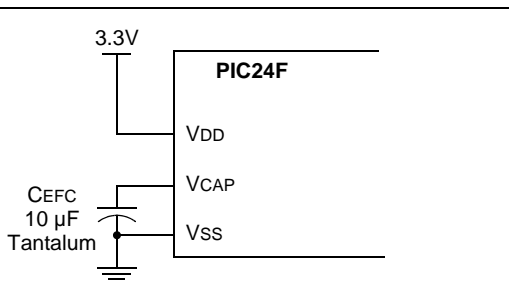 3.3V
PIC24F
VDD
VCAP
CEFC
10 µF
Tantalum
VSS